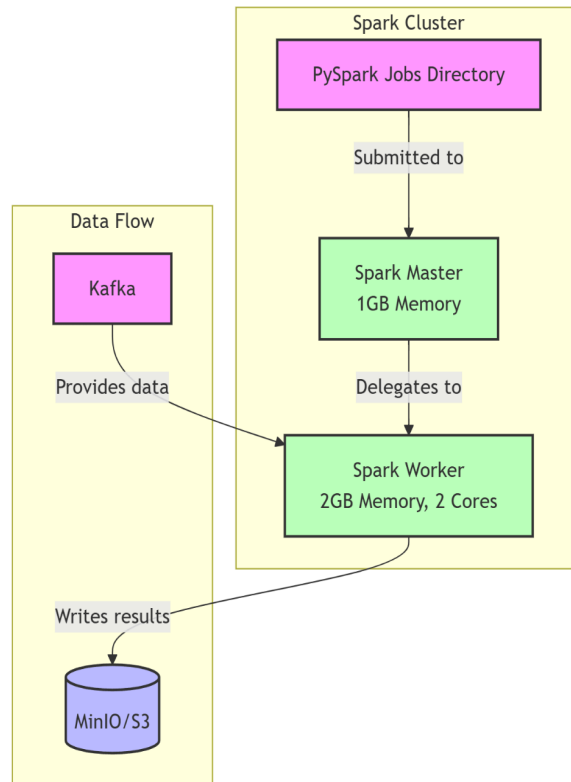 Spark Cluster
PySpark Jobs Directory
Submitted to
Data Flow
Kafka
Spark Master
1GB Memory
Provides data
Delegates to
Spark Worker
2GB Memory, 2 Cores
Writes results
MinIO/S3